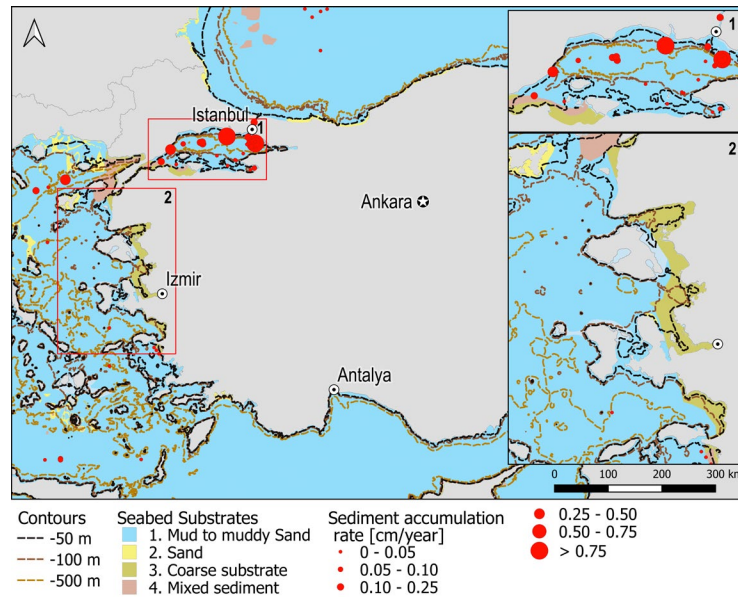 1
Istanbul
1
2
2
Ankara
Izmir
Antalya
0 100 200 300 km
Contours
-50 m
-100 m
-500 m
Seabed Substrates
1. Mud to muddy Sand
2. Sand
3. Coarse substrate
4. Mixed sediment
Sediment accumulation
rate [cm/year]
0 - 0.05
0.05 - 0.10
0.10 - 0.25
0.25 - 0.50
0.50 - 0.75
> 0.75